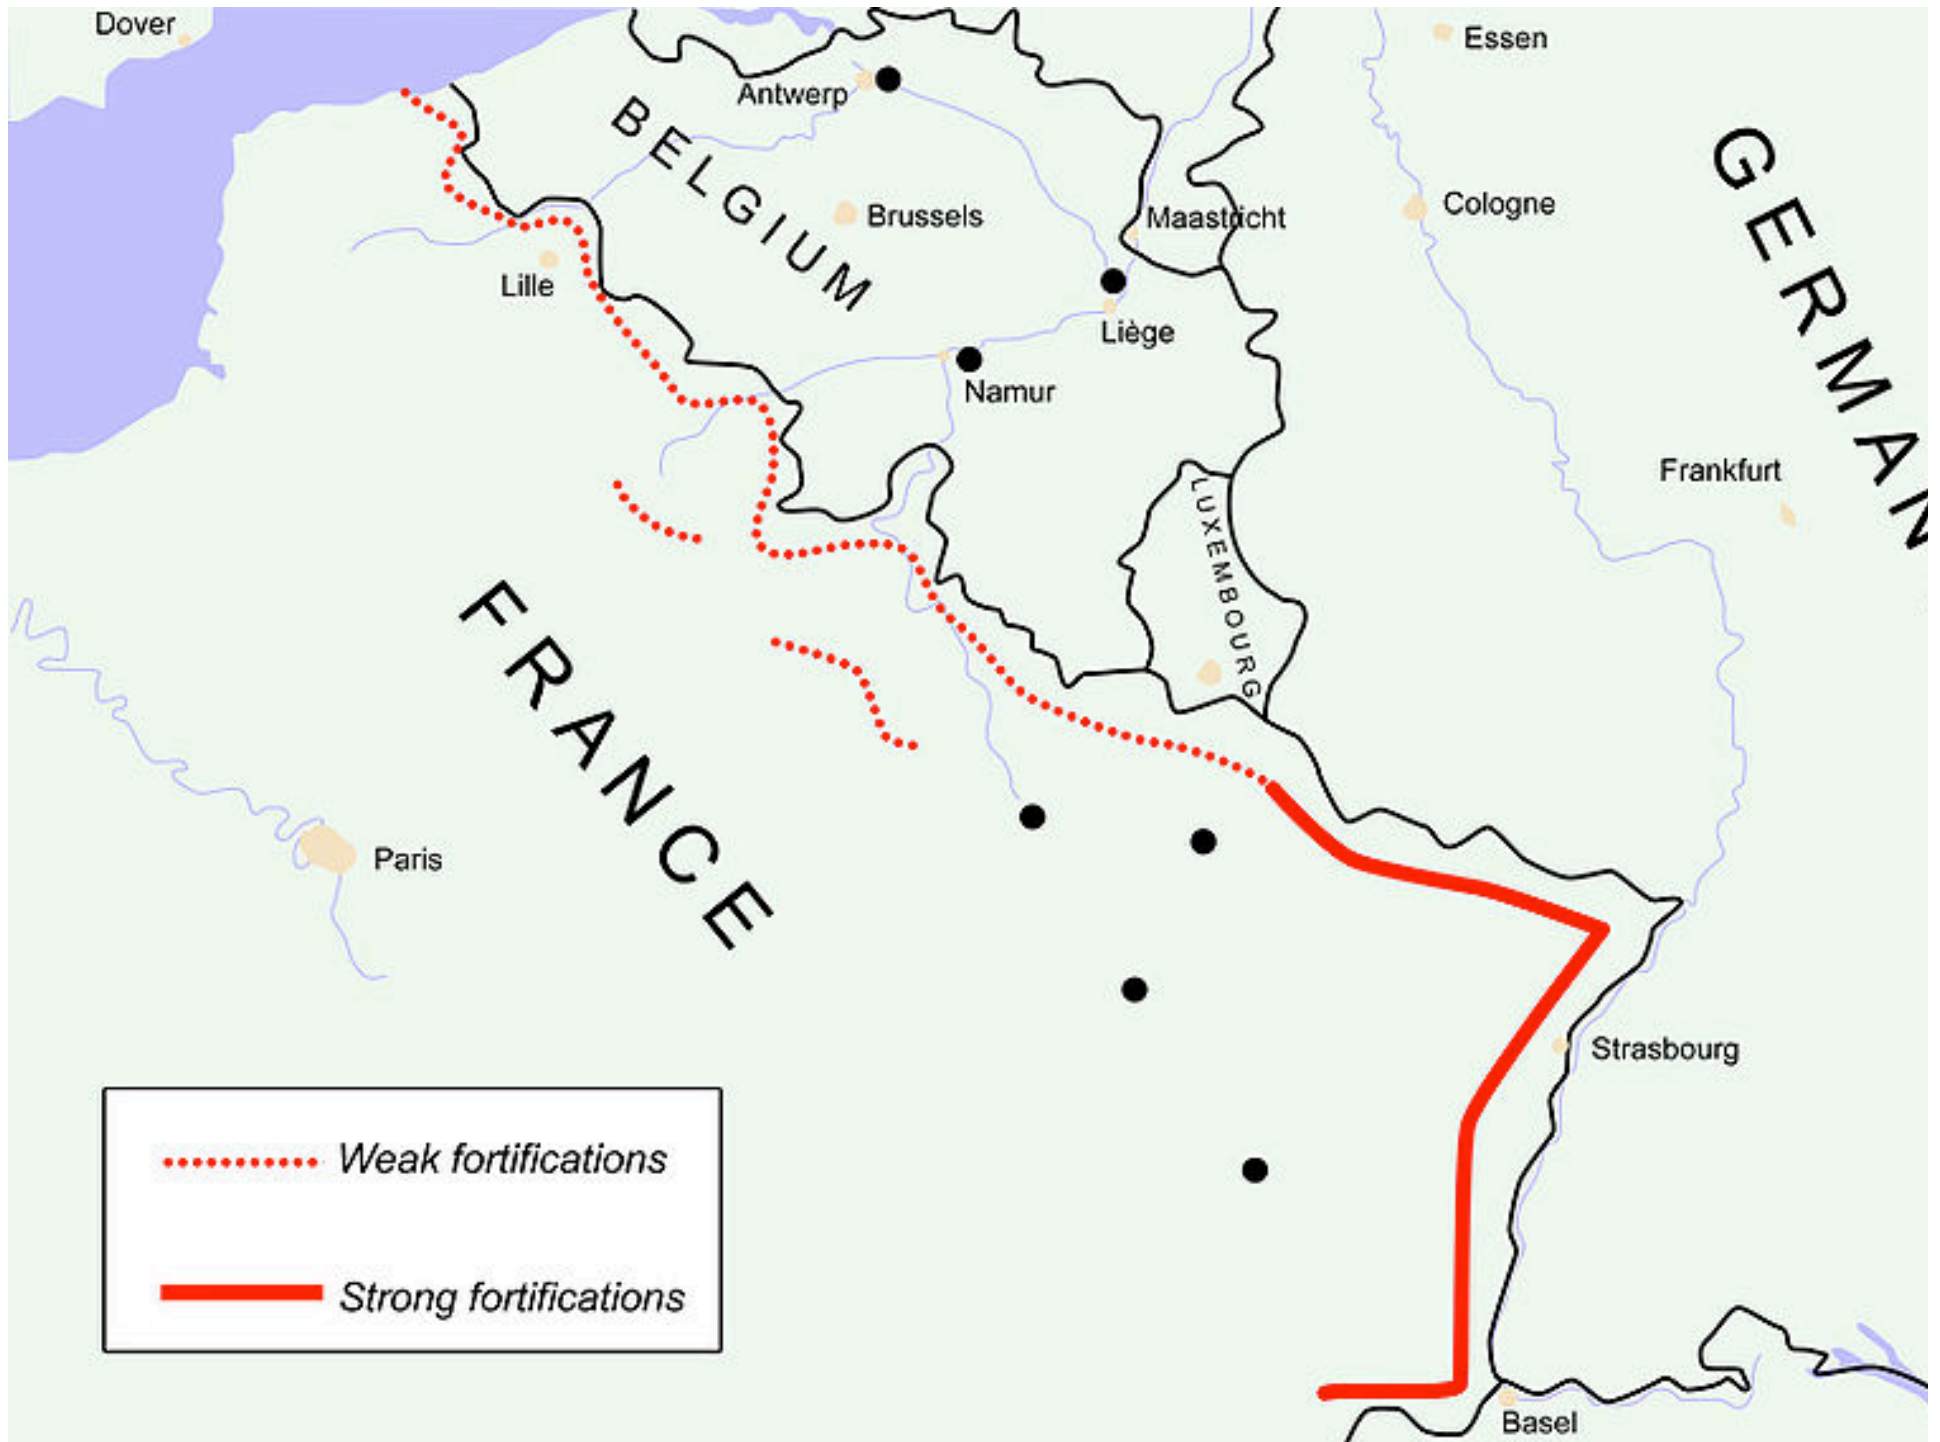 Dover
Essen
Antwerp
BELGIUM
GERMAN
Cologne
Brussels
Maastricht
Lille
Liège
Namur
Frankfurt
LUXEMBOURG
FRANCE
Paris
Strasbourg
Weak fortifications
Strong fortifications
Basel